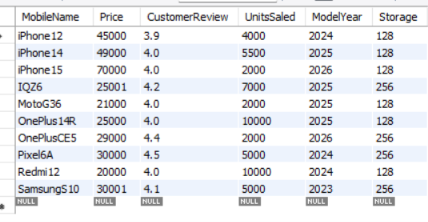 MobileName Price CustomerReview UnitsSaled ModelYear Storage
iPhone12 45000 3.9 4000 2024 128
iPhone14 49000 4.0 5500 2025 128
iPhone15 70000 4.0 2000 2026 128
IQZ6 25001 4.2 7000 2025 256
MotoG36 21000 4.0 2000 2025 128
OnePlus14R 25000 4.0 10000 2025 128
OnePlusCE5 29000 4.4 2000 2026 256
Pixel6A 30000 4.5 5000 2024 256
Redmi12 20000 4.0 10000 2024 128
SamsungS10 30001 4.1 5000 2023 256
NULL NULL NULL NULL NULL NULL